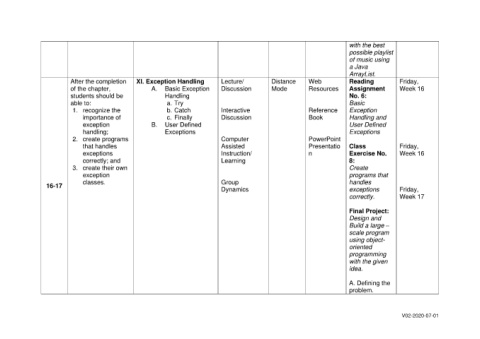 with the best
possible playlist
of music using
a Java
ArrayList.
16-17
After the completion
of the chapter,
students should be
able to:
1. recognize the
importance of
exception
handling;
2. create programs
that handles
exceptions
correctly; and
3. create their own
exception
classes.
XI. Exception Handling
A. Basic Exception
Handling
a. Try
b. Catch
c. Finally
B. User Defined
Exceptions
Lecture/
Discussion
Interactive
Discussion
Computer
Assisted
Instruction/
Learning
Group
Dynamics
Distance
Mode
Web
Resources
Reference
Book
PowerPoint
Presentatio
n
Reading
Assignment
No. 6:
Basic
Exception
Handling and
User Defined
Exceptions
Class
Exercise No.
8:
Create
programs that
handles
exceptions
correctly.
Final Project:
Design and
Build a large –
scale program
using object-
oriented
programming
with the given
idea.
A. Defining the
problem.
Friday,
Week 16
Friday,
Week 16
Friday,
Week 17
V02-2020-07-01